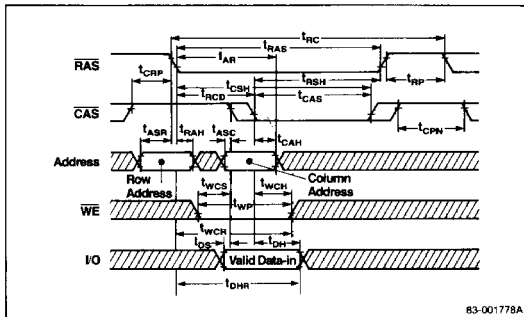 tRC
tRAS
tAR
RAS
tCRP
tCSH
tRSH
tRP
tRCD
tCAS
CAS
tCPN
tASR
tRAH
tASC
tCAH
Address
Row
Address
Column
Address
tWCS
tWCH
tWP
WE
tWCR
tDS
tDH
I/O
Valid Data-in
tDHR
83-001778A